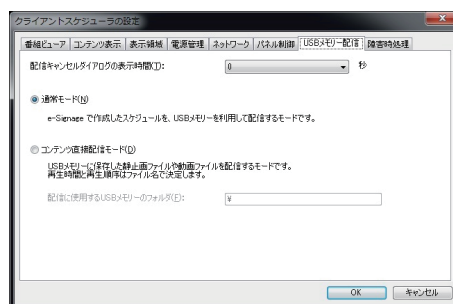 クライアントスケジューラの設定
番組ビューア コンテンツ表示 表示領域 電源管理 ネットワーク パネル制御 USBメモリー配信 障害時処理
配信キャンセルダイアログの表示時間(T): 0 秒
通常モード(N)
e-Signage で作成したスケジュールを、USBメモリーを利用して配信するモードです。
コンテンツ直接配信モード(D)
USBメモリーに保存した静止画ファイルや動画ファイルを配信するモードです。
再生時間と再生順序はファイル名で決定します。
配信に使用するUSBメモリーのフォルダ(F): ¥
OK キャンセル